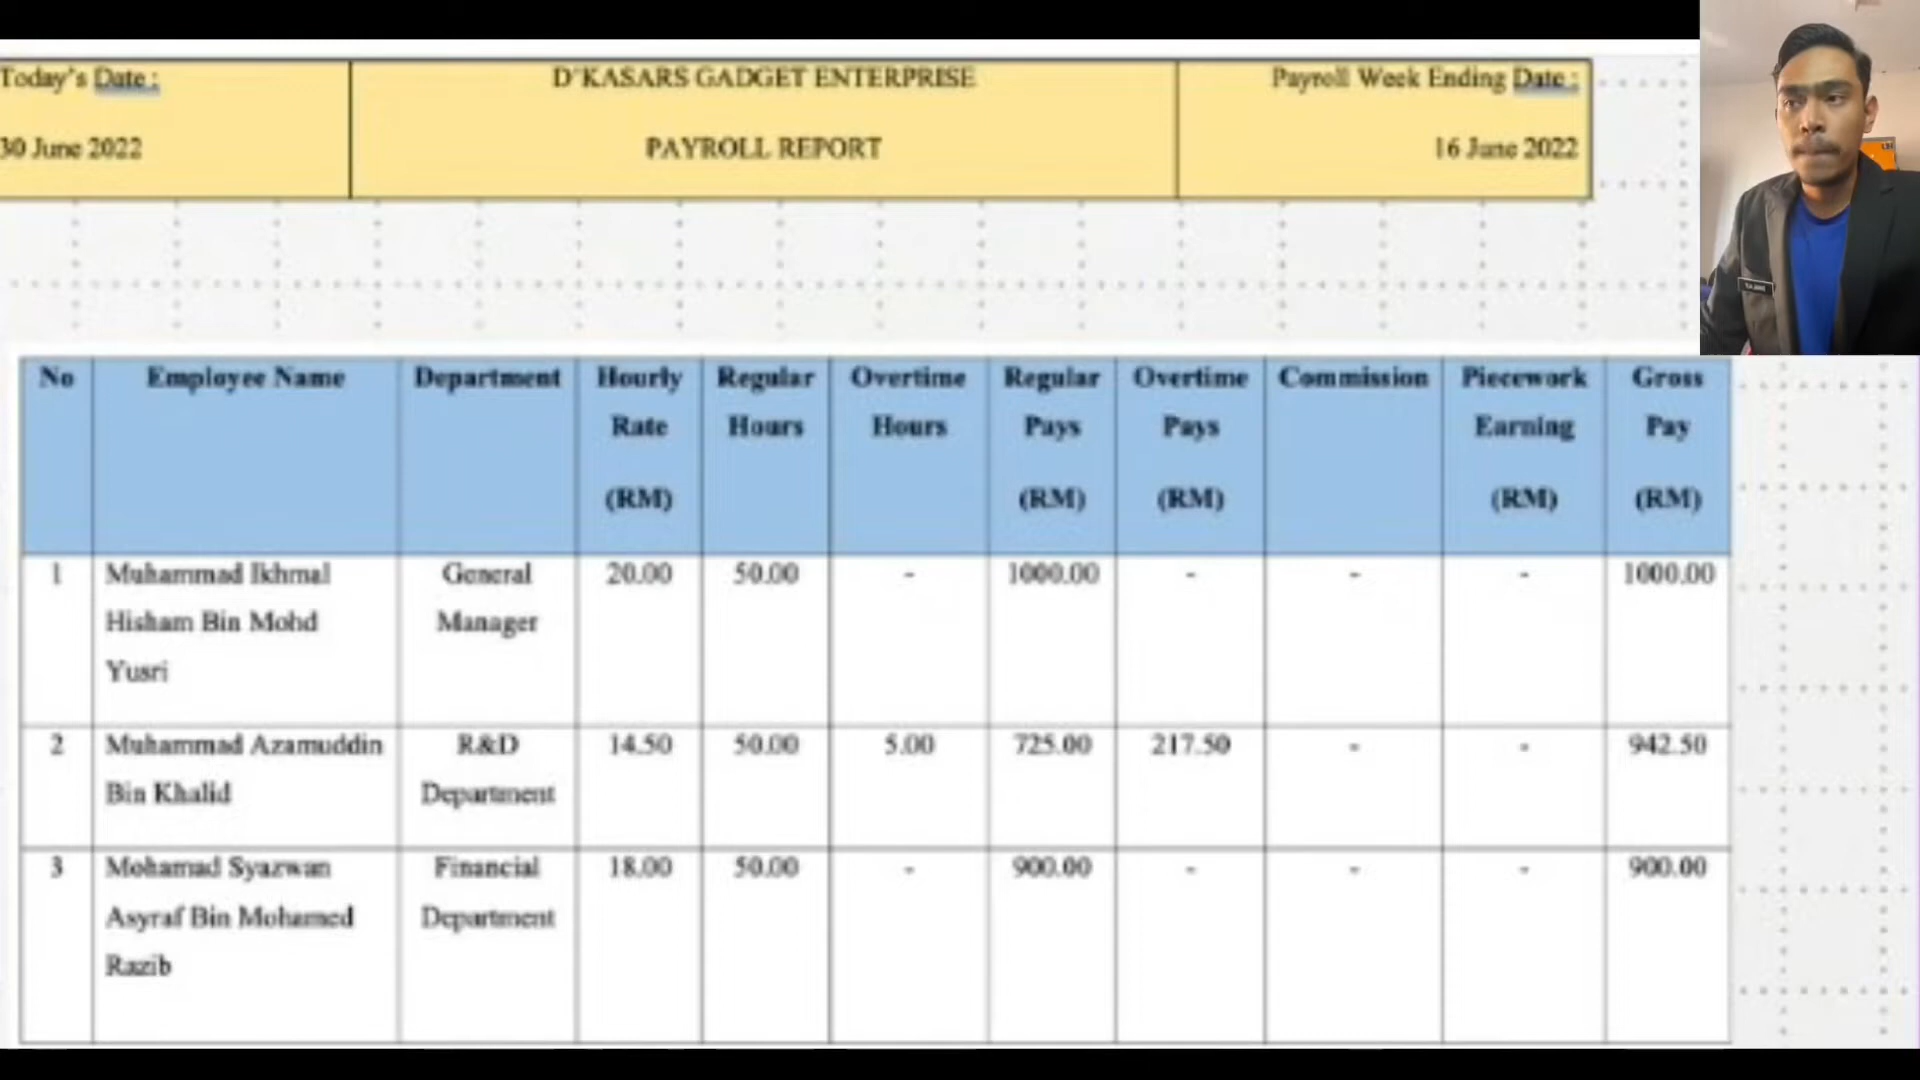 Today's Date :
30 June 2022
D'KASARS GADGET ENTERPRISE
PAYROLL REPORT
Payroll Week Ending Date :
16 June 2022
No
Employee Name
Department
Hourly
Rate
(RM)
Regular
Hours
Overtime
Hours
Regular
Pays
(RM)
Overtime
Pays
(RM)
Commission
Piecework
Earning
(RM)
Gross
Pay
(RM)
1
Muhammad Ikhmal
Hisham Bin Mohd
Yusri
General
Manager
20.00
50.00
-
1000.00
-
-
-
1000.00
2
Muhammad Azamuddin
Bin Khalid
R&D
Department
14.50
50.00
5.00
725.00
217.50
-
-
942.50
3
Mohamad Syazwan
Asyraf Bin Mohamed
Razib
Financial
Department
18.00
50.00
-
900.00
-
-
-
900.00